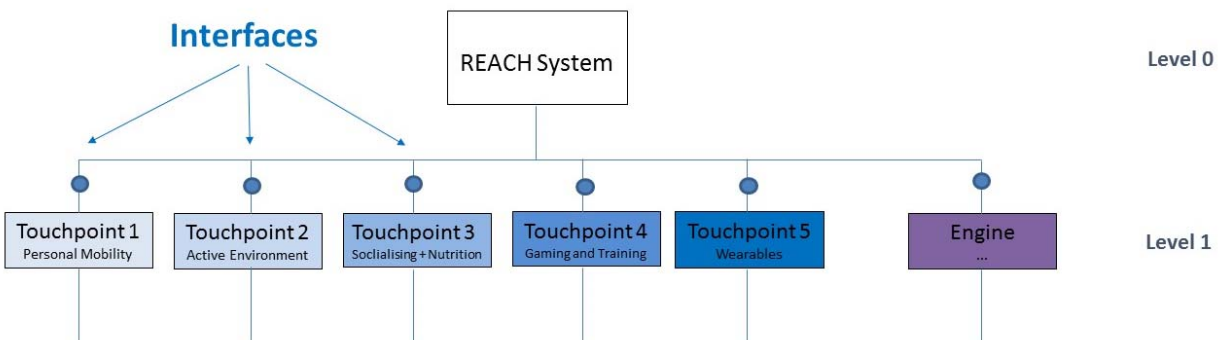 Interfaces
REACH System
Level 0
Touchpoint 1
Personal Mobility
Touchpoint 2
Active Environment
Touchpoint 3
Soclialising + Nutrition
Touchpoint 4
Gaming and Training
Touchpoint 5
Wearables
Engine
...
Level 1